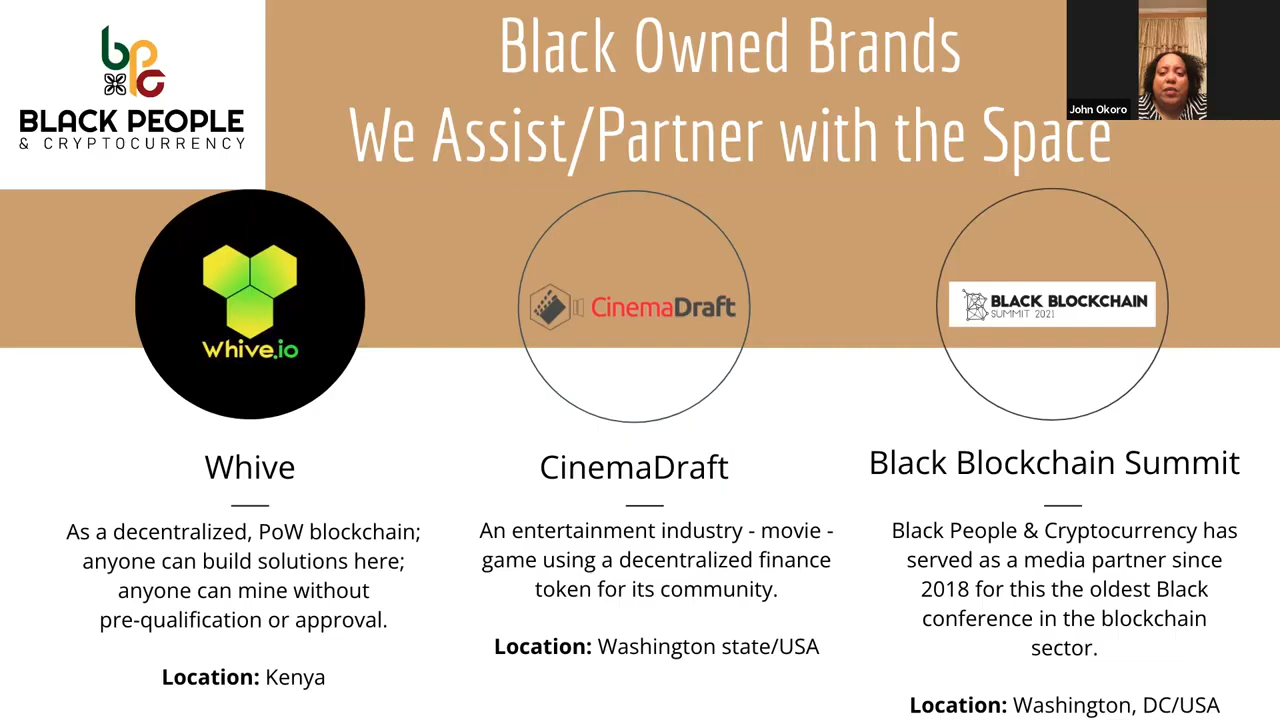 bpc
BLACK PEOPLE
& CRYPTOCURRENCY
Black Owned Brands
We Assist/Partner with the Space
John Okoro
whive.io
CinemaDraft
BLACK BLOCKCHAIN
SUMMIT 2021
Whive
As a decentralized, PoW blockchain;
anyone can build solutions here;
anyone can mine without
pre-qualification or approval.
Location: Kenya
CinemaDraft
An entertainment industry - movie -
game using a decentralized finance
token for its community.
Location: Washington state/USA
Black Blockchain Summit
Black People & Cryptocurrency has
served as a media partner since
2018 for this the oldest Black
conference in the blockchain
sector.
Location: Washington, DC/USA